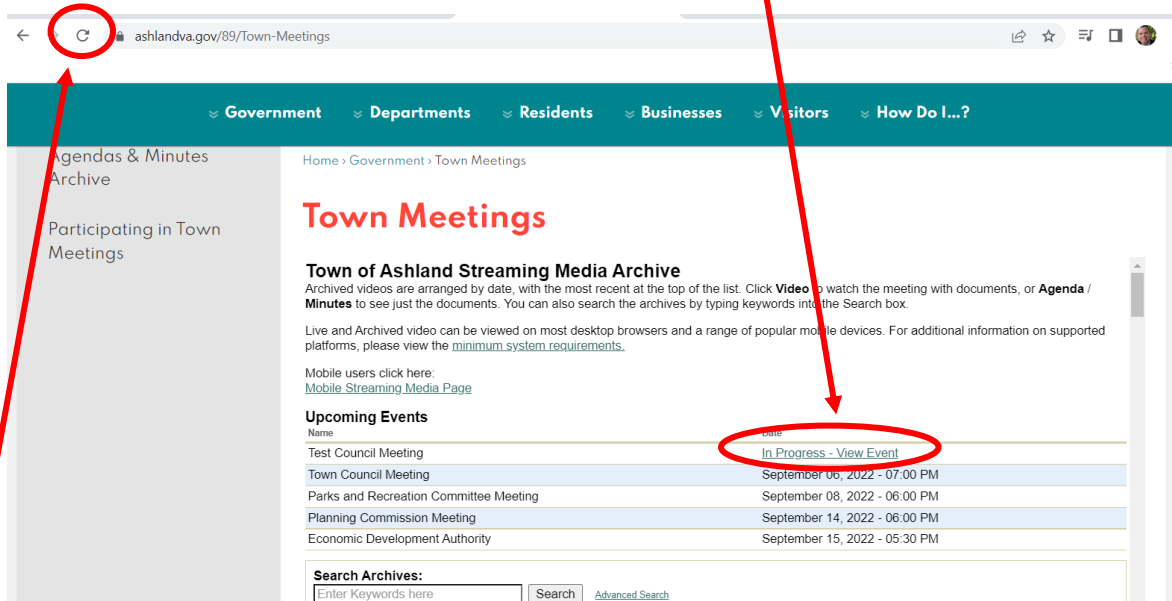 ashlandva.gov/89/Town-Meetings
Government Departments Residents Businesses Visitors How Do I...?
Agendas & Minutes
Archive
Participating in Town
Meetings
Home › Government › Town Meetings
Town Meetings
Town of Ashland Streaming Media Archive
Archived videos are arranged by date, with the most recent at the top of the list. Click Video to watch the meeting with documents, or Agenda /
Minutes to see just the documents. You can also search the archives by typing keywords into the Search box.
Live and Archived video can be viewed on most desktop browsers and a range of popular mobile devices. For additional information on supported
platforms, please view the minimum system requirements.
Mobile users click here:
Mobile Streaming Media Page
Upcoming Events
Name Date
Test Council Meeting In Progress - View Event
Town Council Meeting September 06, 2022 - 07:00 PM
Parks and Recreation Committee Meeting September 08, 2022 - 06:00 PM
Planning Commission Meeting September 14, 2022 - 06:00 PM
Economic Development Authority September 15, 2022 - 05:30 PM
Search Archives:
Enter Keywords here Search Advanced Search